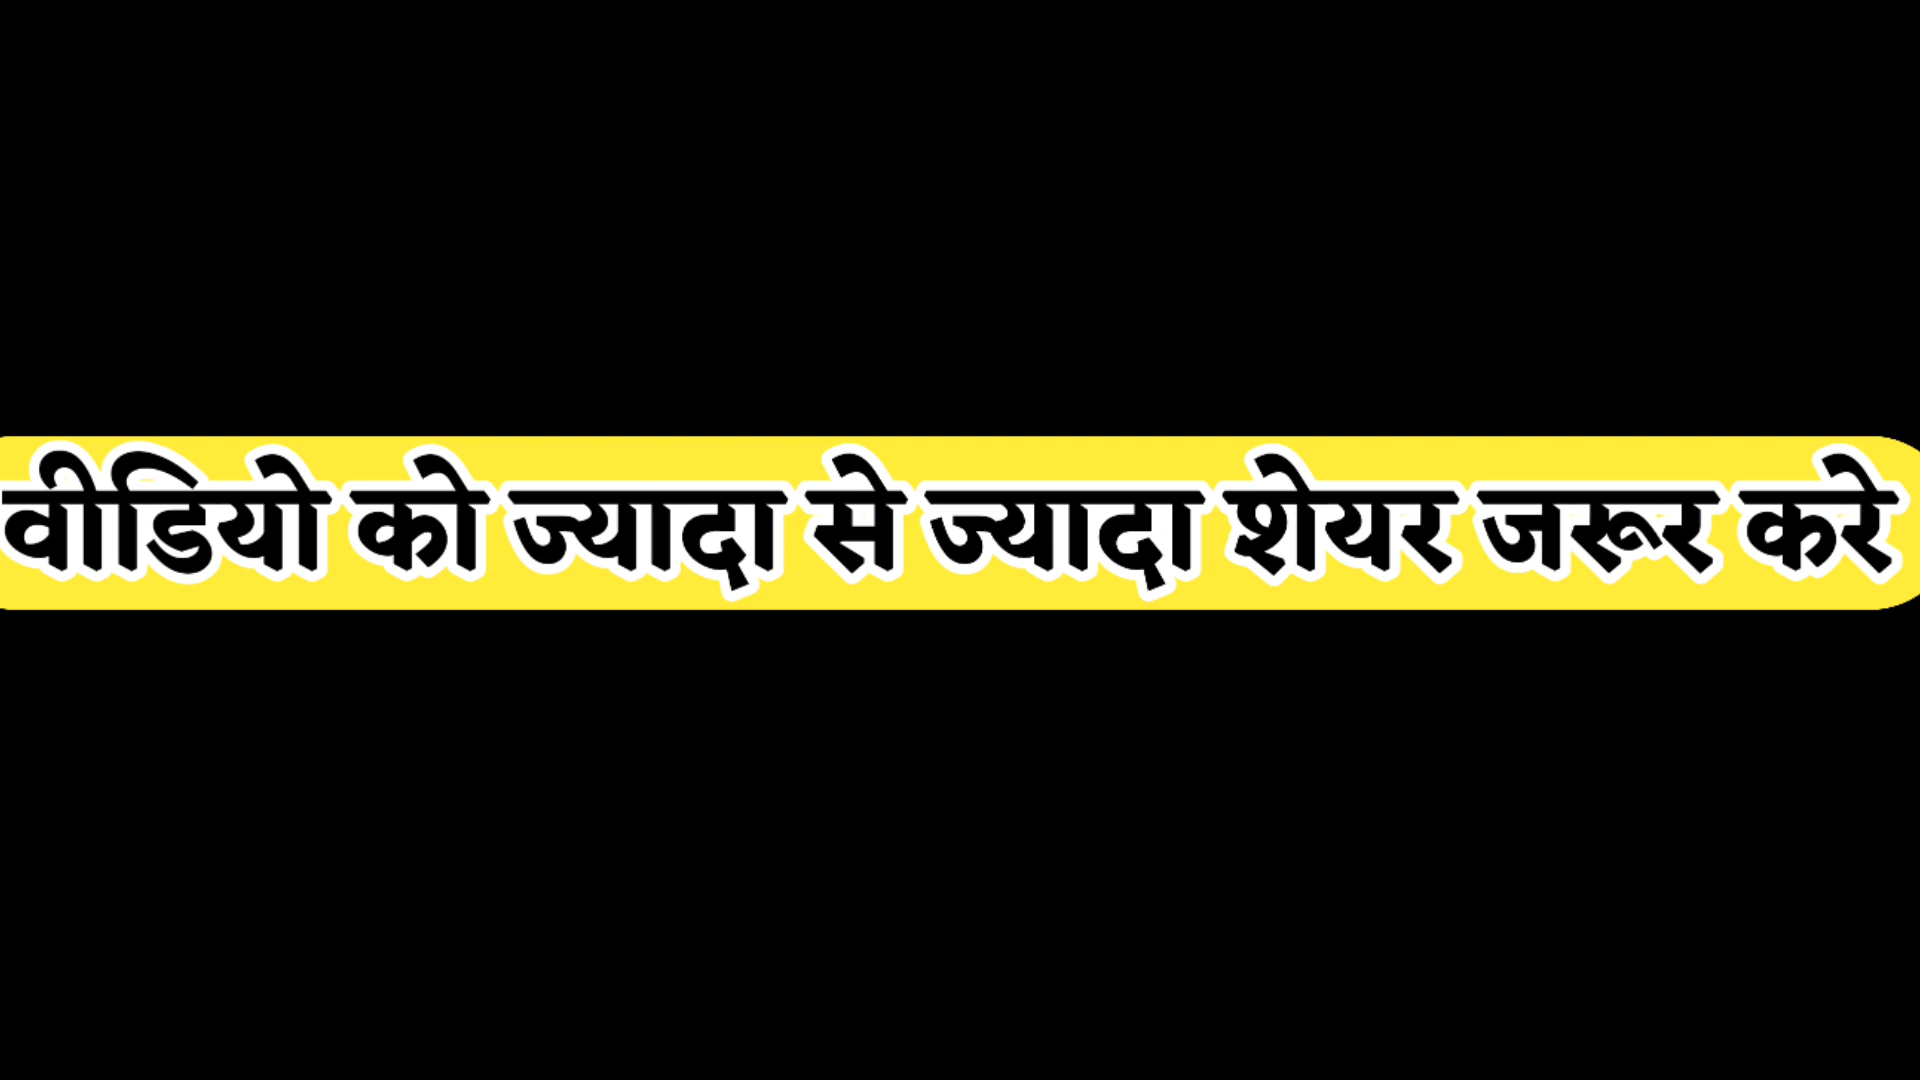 वीडियो को ज्यादा से ज्यादा शेयर जरूर करे